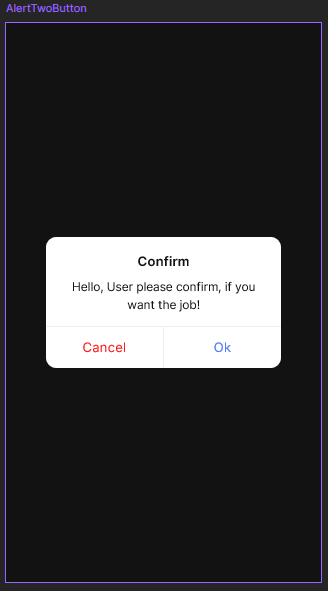 AlertTwoButton
Confirm
Hello, User please confirm, if you
want the job!
Cancel
Ok